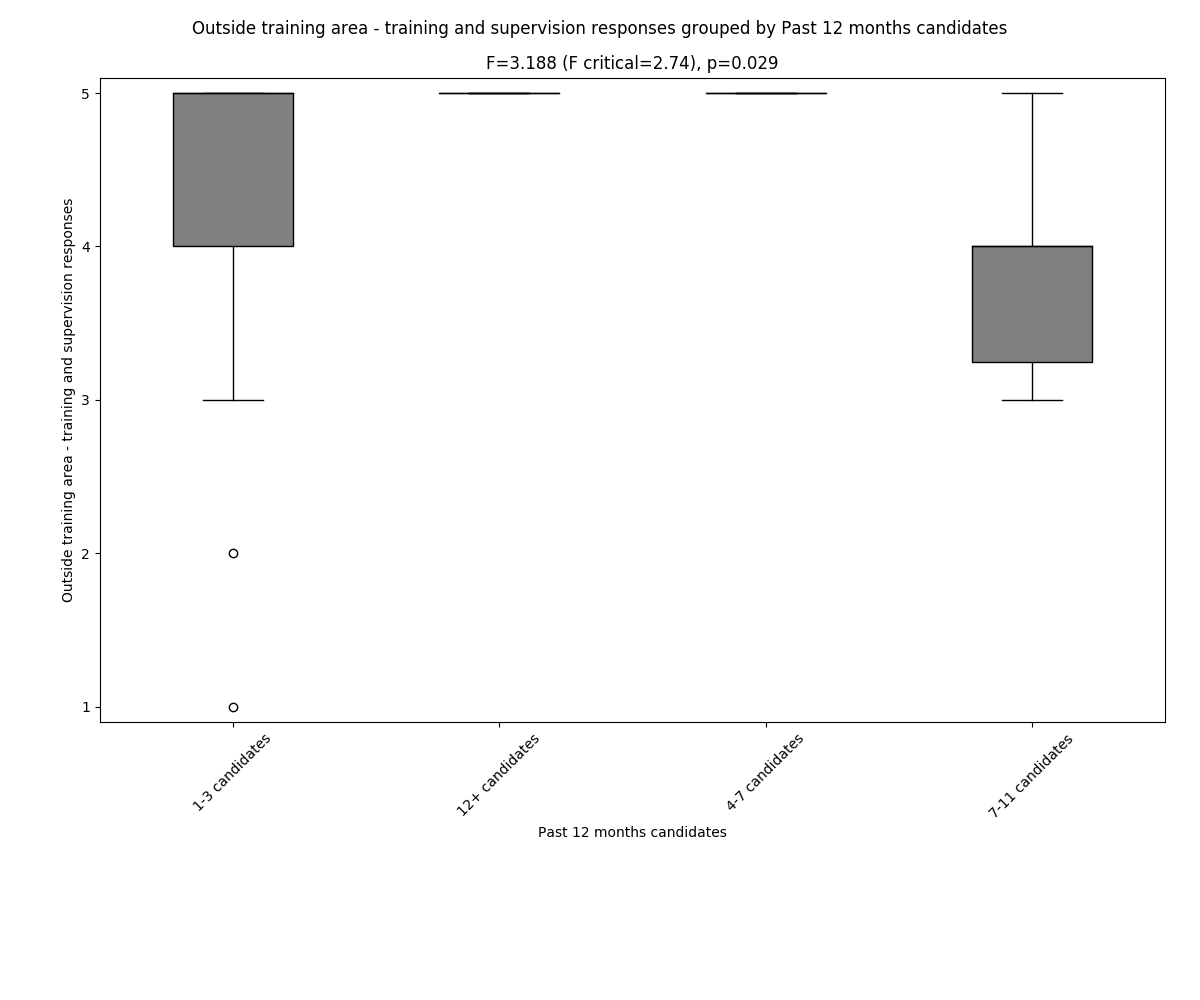 Outside training area - training and supervision responses grouped by Past 12 months candidates
F=3.188 (F critical=2.74), p=0.029
Outside training area - training and supervision responses
5
4
3
2
1
1-3 candidates
12+ candidates
4-7 candidates
7-11 candidates
Past 12 months candidates